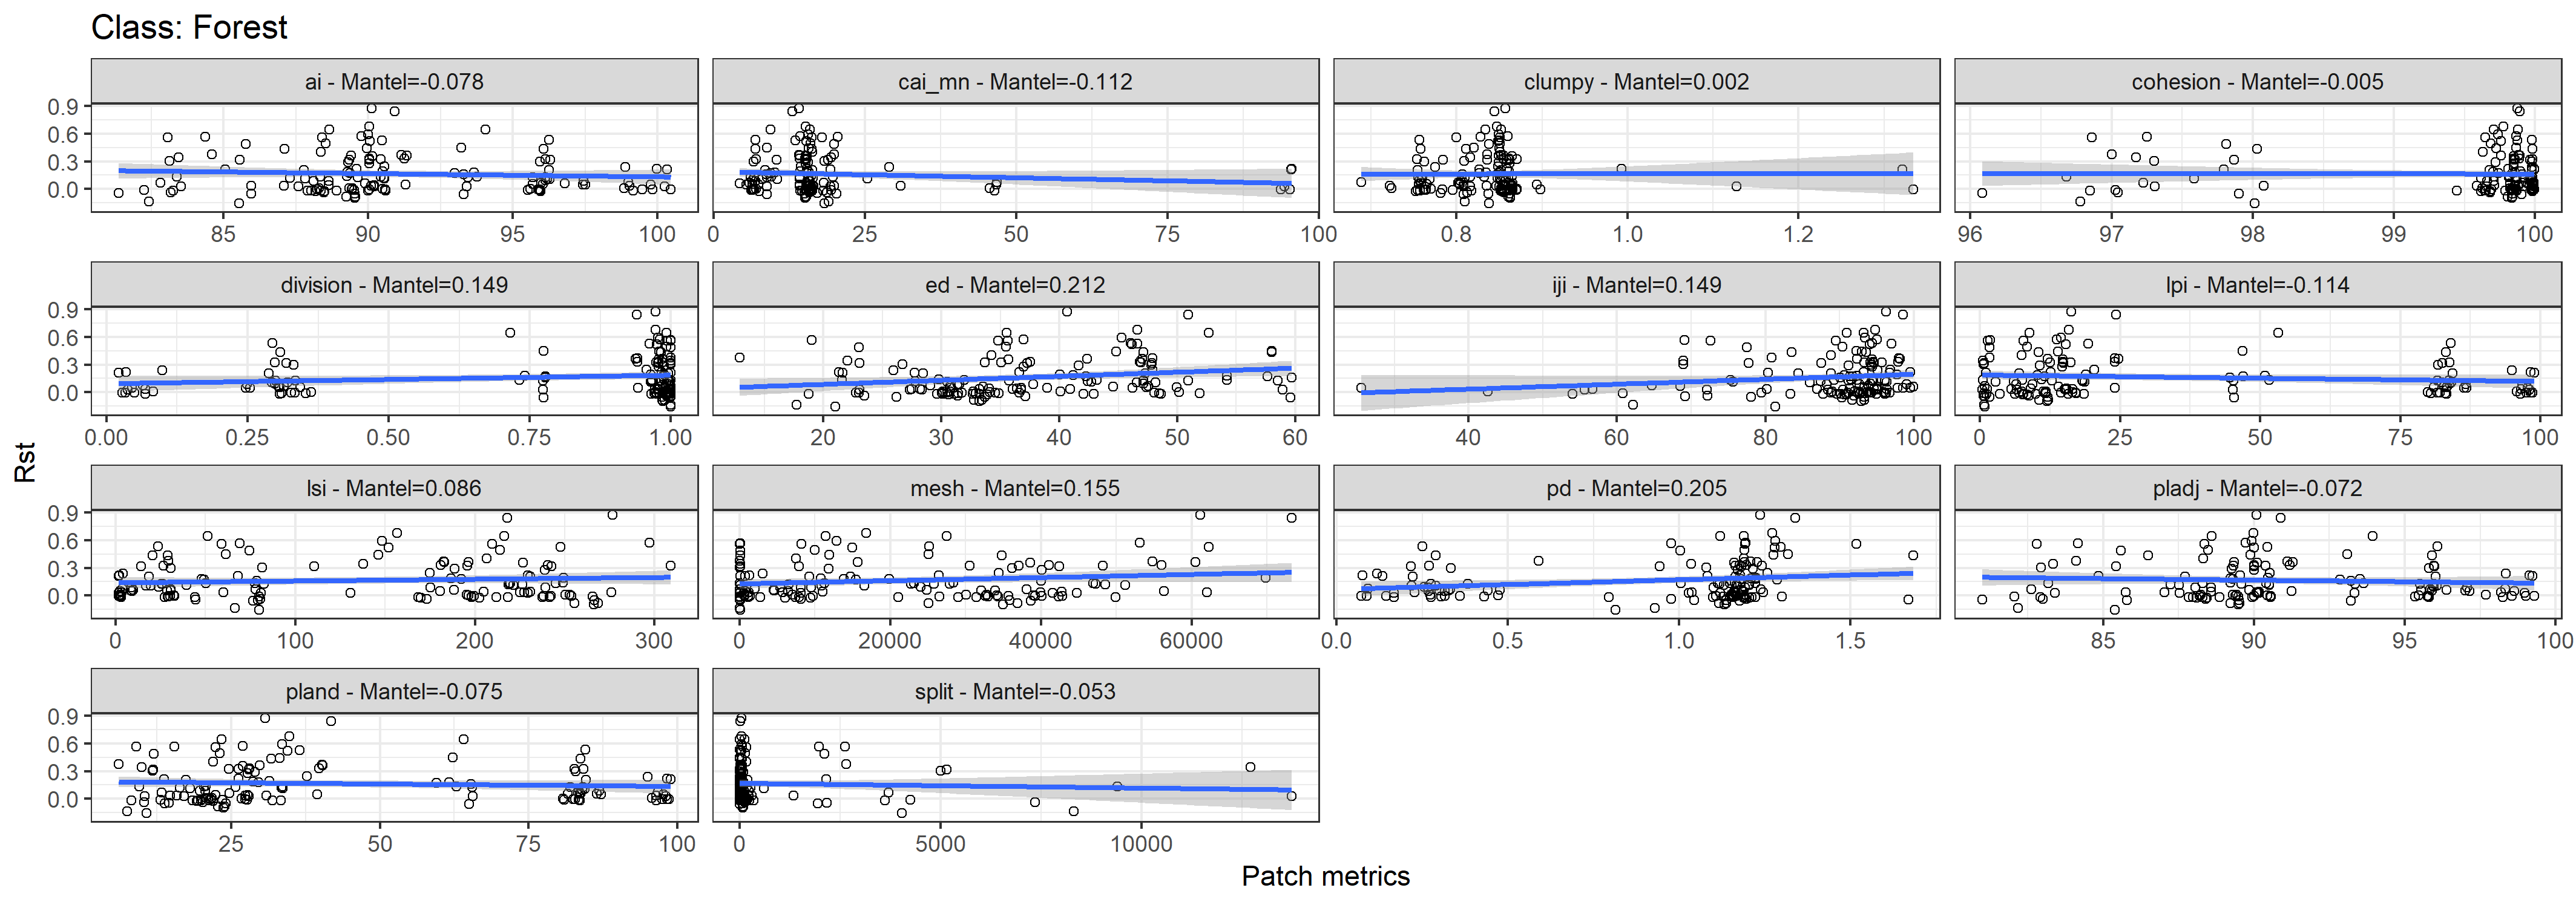 Class: Forest
ai - Mantel=-0.078
cai_mn - Mantel=-0.112
clumpy - Mantel=0.002
cohesion - Mantel=-0.005
0.9
0.6
0.3
0.0
85 90 95 100
0 25 50 75 100
0.8 1.0 1.2
96 97 98 99 100
division - Mantel=0.149
ed - Mantel=0.212
iji - Mantel=0.149
lpi - Mantel=-0.114
0.9
0.6
0.3
0.0
0.00 0.25 0.50 0.75 1.00
20 30 40 50 60
40 60 80 100
0 25 50 75 100
Rst
lsi - Mantel=0.086
mesh - Mantel=0.155
pd - Mantel=0.205
pladj - Mantel=-0.072
0.9
0.6
0.3
0.0
0 100 200 300
0 20000 40000 60000
0.0 0.5 1.0 1.5
85 90 95 100
pland - Mantel=-0.075
split - Mantel=-0.053
0.9
0.6
0.3
0.0
25 50 75 100
0 5000 10000
Patch metrics